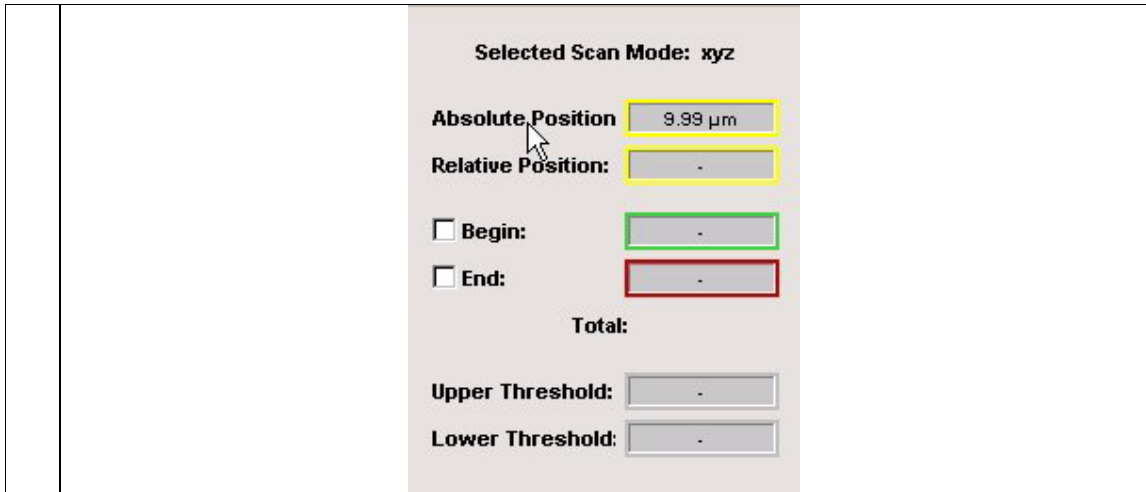 Selected Scan Mode: xyz
Absolute Position 9.99 µm
Relative Position: -
Begin: -
End: -
Total:
Upper Threshold: -
Lower Threshold: -